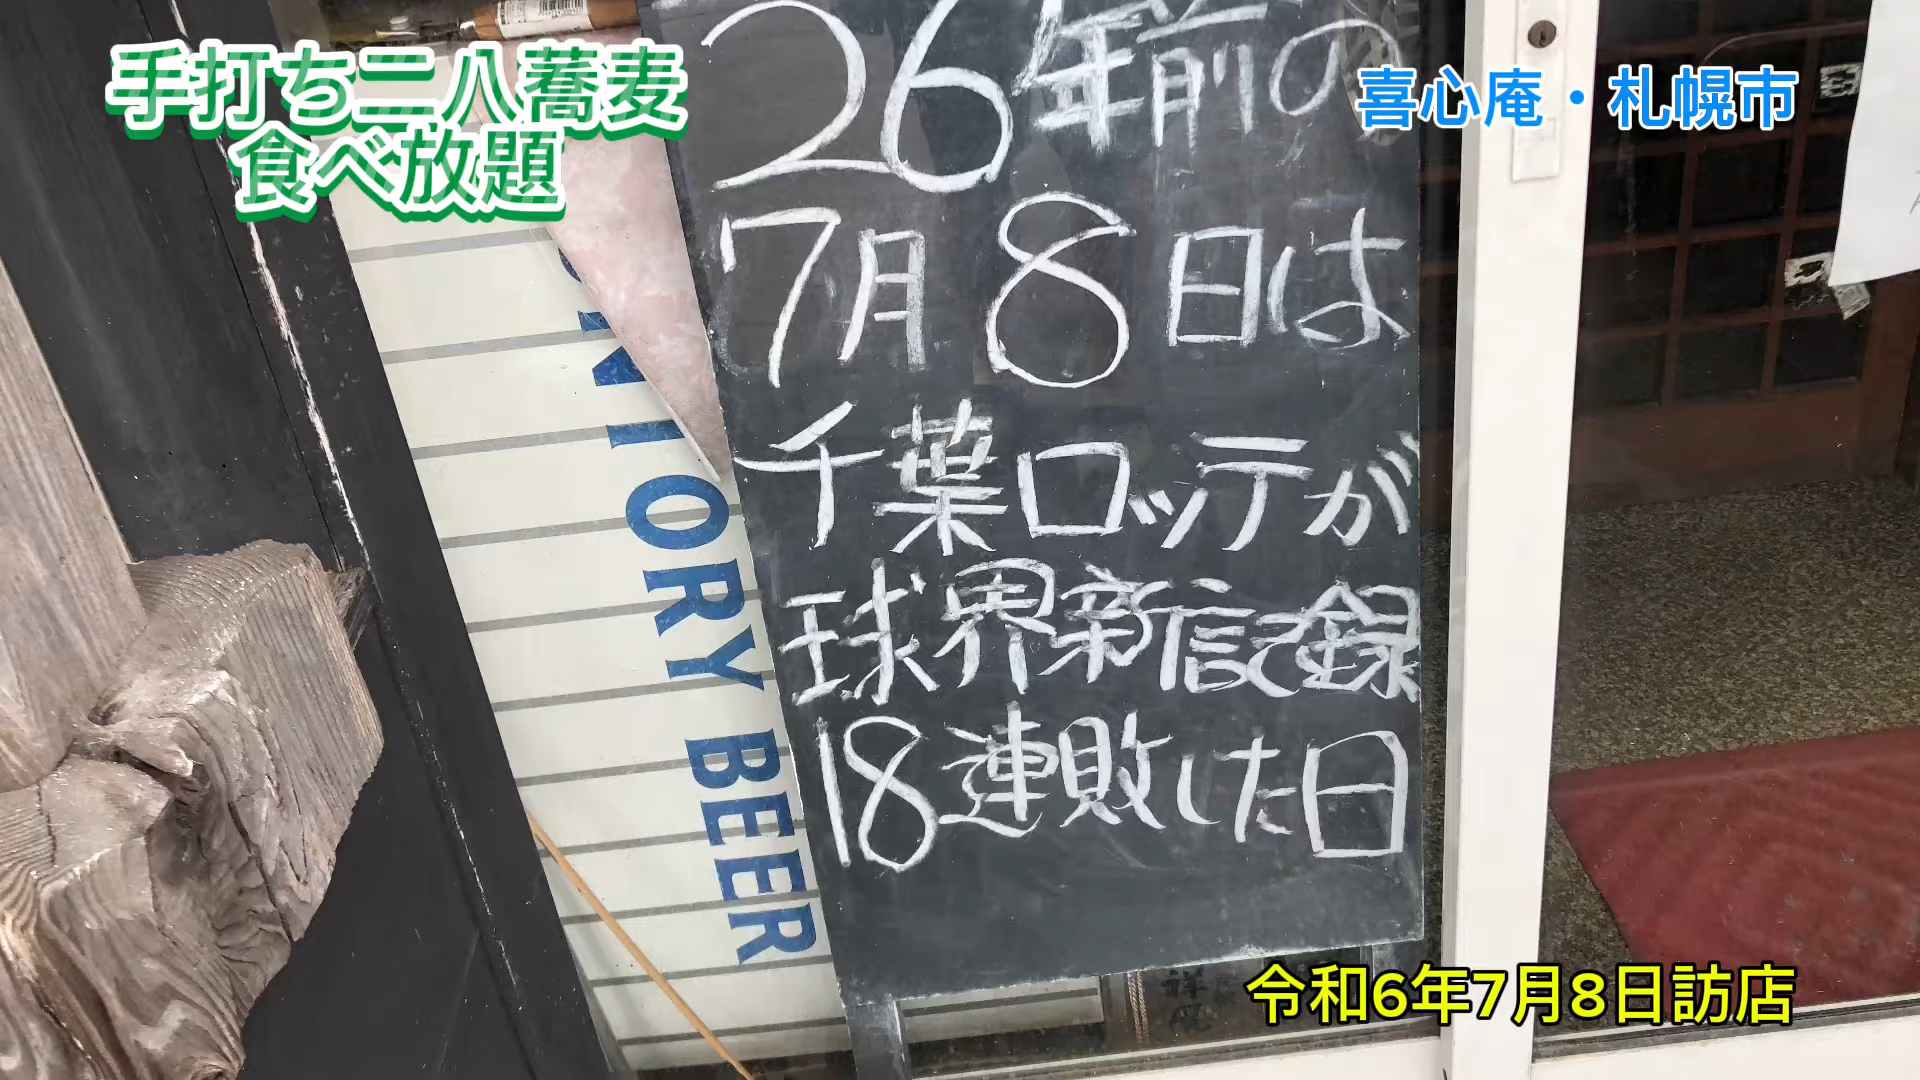 手打ち二八蕎麦
食べ放題
喜心庵・札幌市
26年前の
7月8日は
千葉ロッテが
球界新記録
18連敗した日
SUNTORY BEER
令和6年7月8日訪店